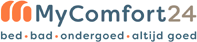 MyComfort24
bed • bad • ondergoed • altijd goed